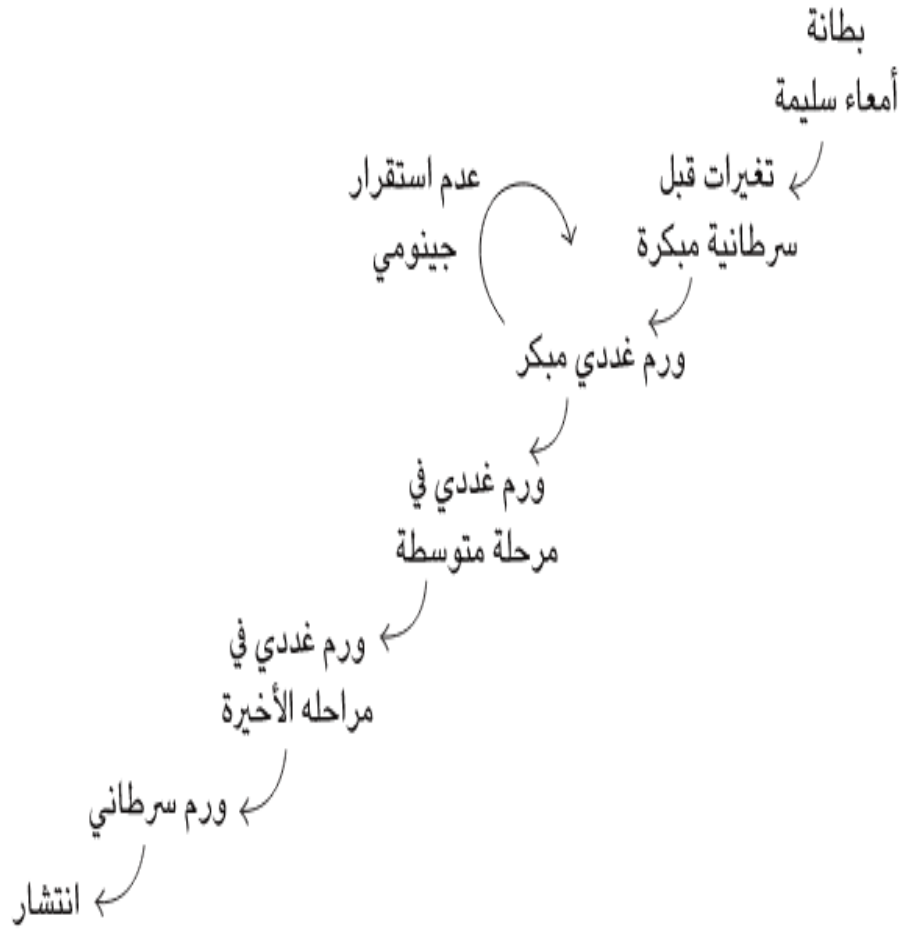 بطانة
أمعاء سليمة
تغيرات قبل
سرطانية مبكرة
عدم استقرار
جينومي
ورم غددي مبكر
ورم غددي في
مرحلة متوسطة
ورم غددي في
مراحله الأخيرة
ورم سرطاني
انتشار